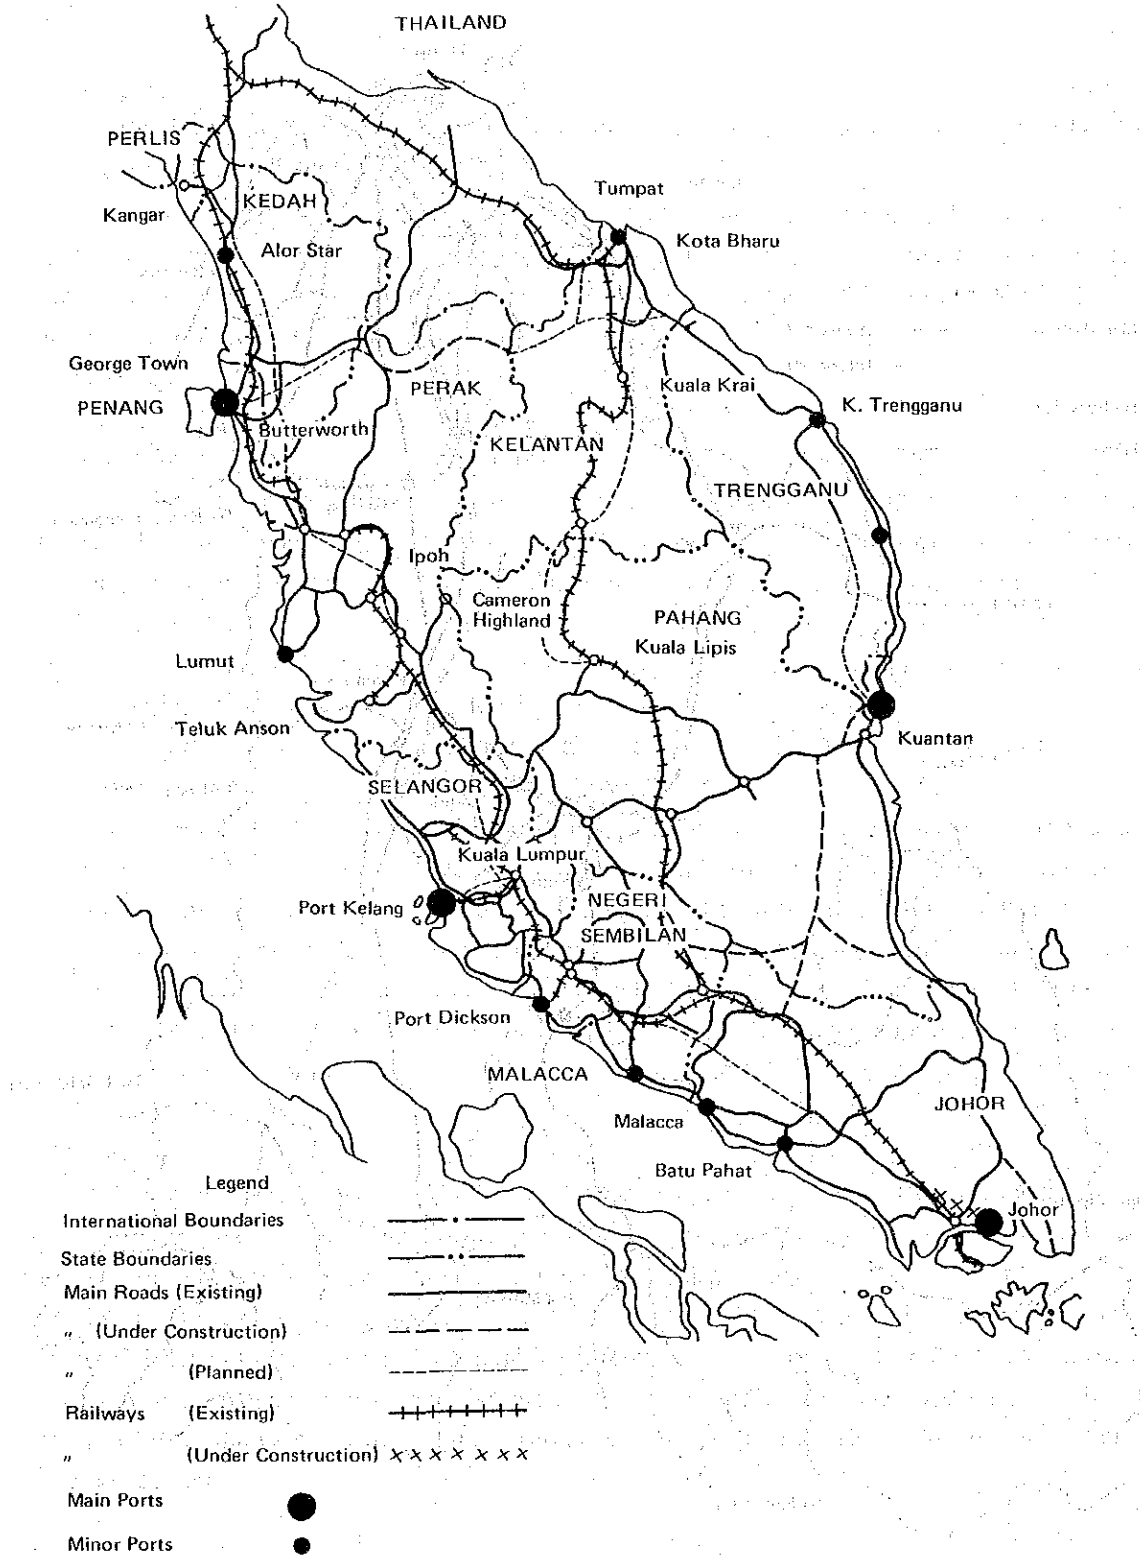 THAILAND
PERLIS
Tumpat
KEDAH
Kangar
Kota Bharu
Alor Star
George Town
PERAK
Kuala Krai
PENANG
K. Trengganu
Butterworth
KELANTAN
TRENGGANU
Ipoh
Cameron
Highland
PAHANG
Kuala Lipis
Lumut
Teluk Anson
Kuantan
SELANGOR
Kuala Lumpur
NEGERI
Port Kelang
SEMBILAN
Port Dickson
MALACCA
JOHOR
Malacca
Batu Pahat
Johor
Legend
International Boundaries
State Boundaries
Main Roads (Existing)
" (Under Construction)
" (Planned)
Railways (Existing)
" (Under Construction)
Main Ports
Minor Ports